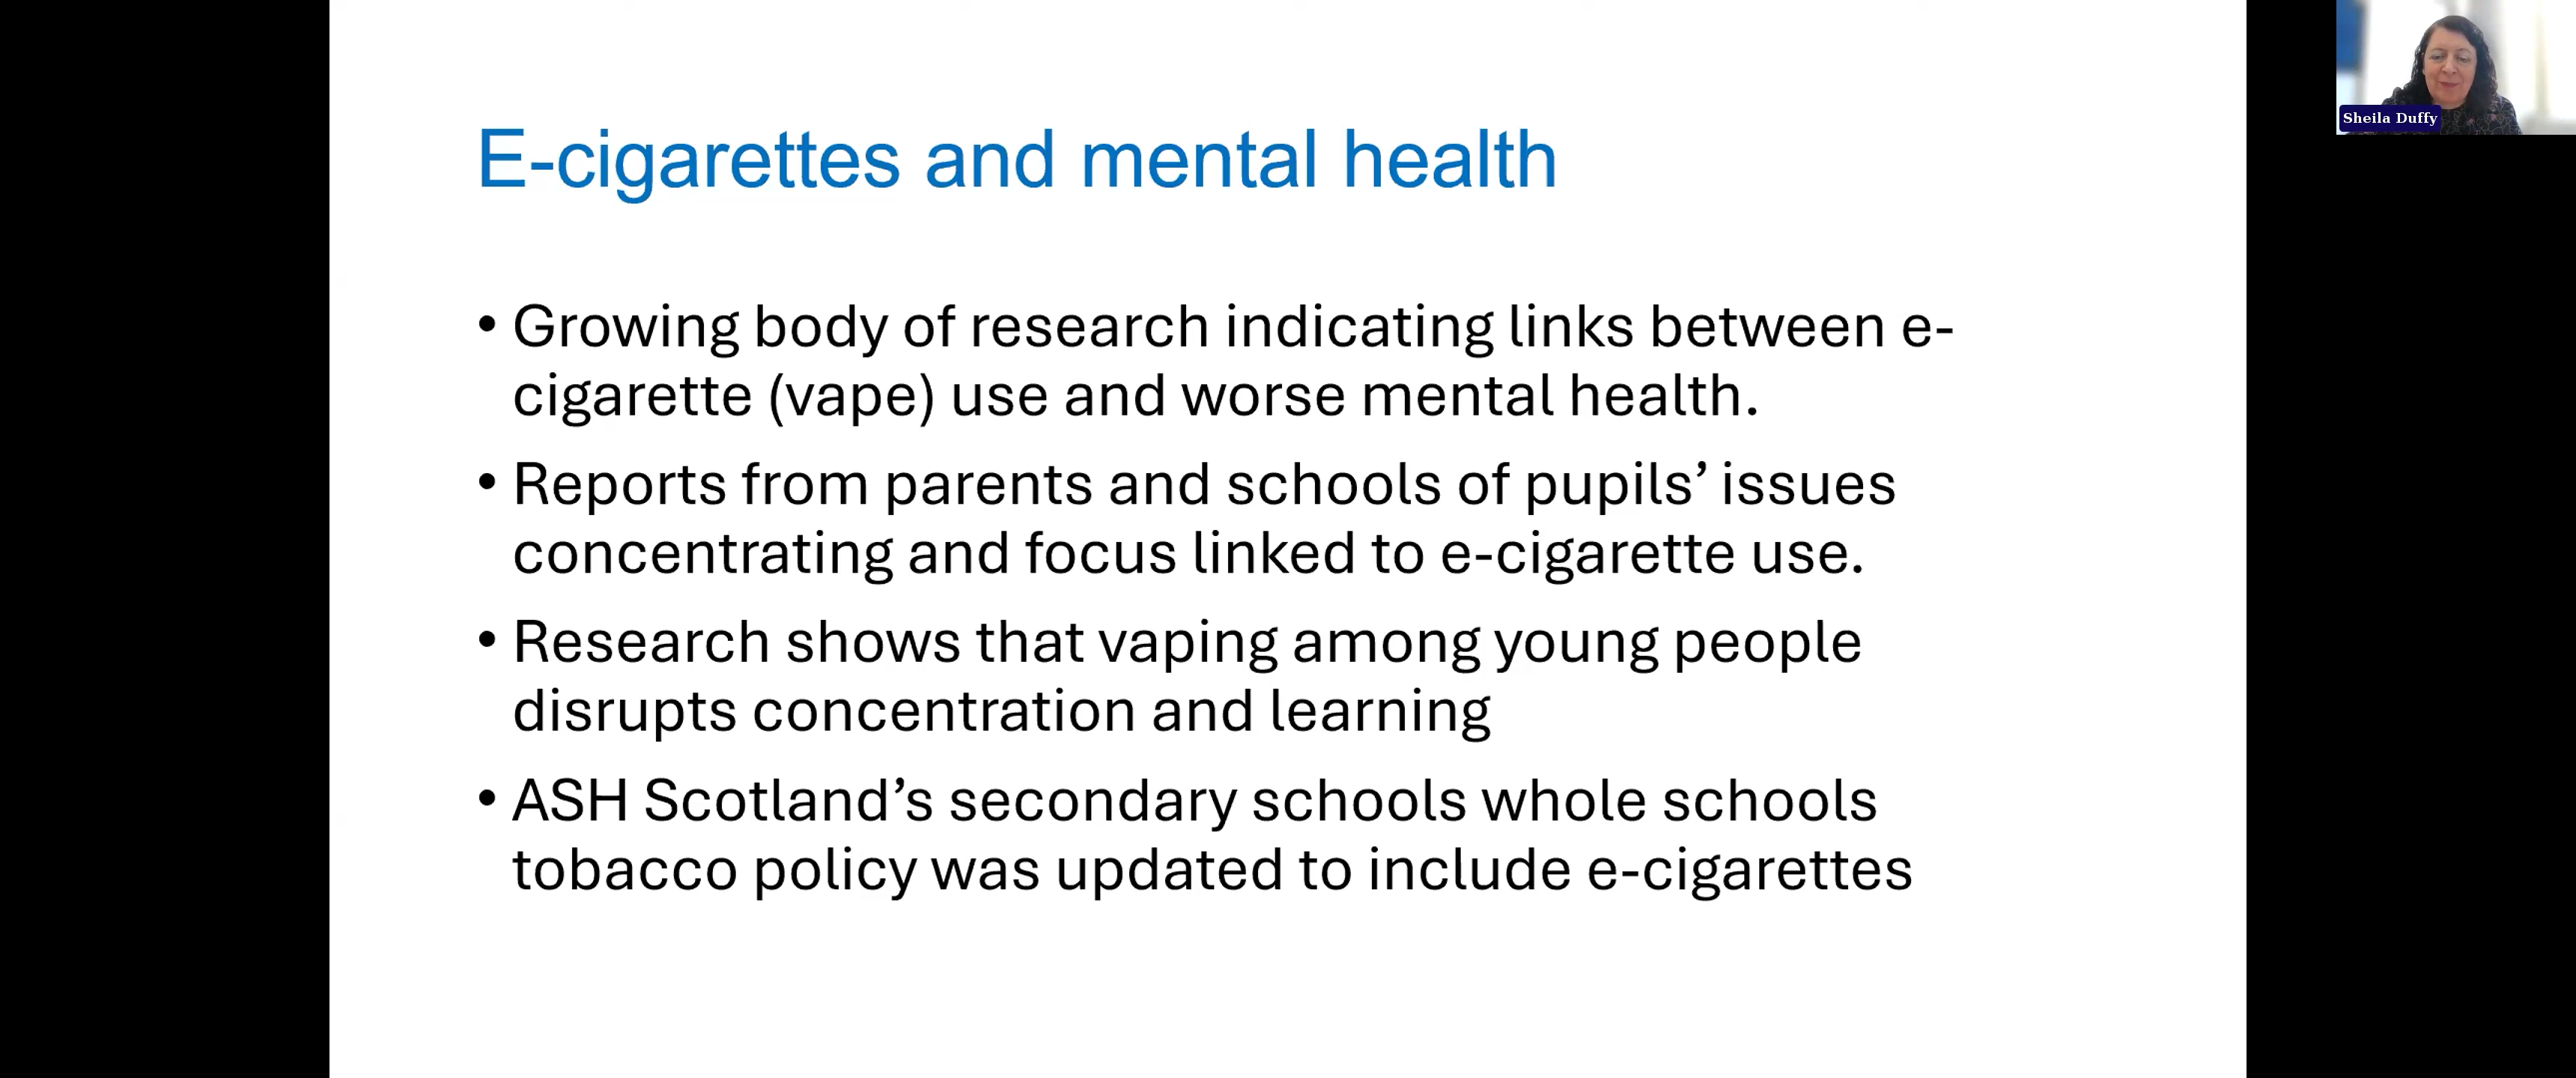 E-cigarettes and mental health
• Growing body of research indicating links between e-
cigarette (vape) use and worse mental health.
• Reports from parents and schools of pupils’ issues
concentrating and focus linked to e-cigarette use.
• Research shows that vaping among young people
disrupts concentration and learning
• ASH Scotland’s secondary schools whole schools
tobacco policy was updated to include e-cigarettes
Sheila Duffy